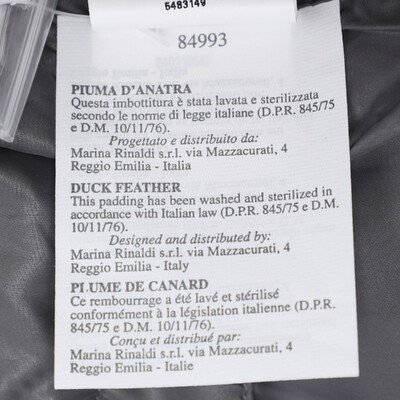 5483149
84993
PIUMA D'ANATRA
Questa imbottitura è stata lavata e sterilizzata
secondo le norme di legge italiane (D.P.R. 845/75
e D.M. 10/11/76).
Progettato e distribuito da:
Marina Rinaldi s.r.l. via Mazzacurati, 4
Reggio Emilia - Italia
DUCK FEATHER
This padding has been washed and sterilized in
accordance with Italian law (D.P.R. 845/75 e D.M.
10/11/76).
Designed and distributed by:
Marina Rinaldi s.r.l. via Mazzacurati, 4
Reggio Emilia - Italy
PLUME DE CANARD
Ce rembourrage a été lavé et stérilisé
conformément à la législation italienne (D.P.R.
845/75 e D.M. 10/11/76).
Conçu et distribué par:
Marina Rinaldi s.r.l. via Mazzacurati, 4
Reggio Emilia - Italie